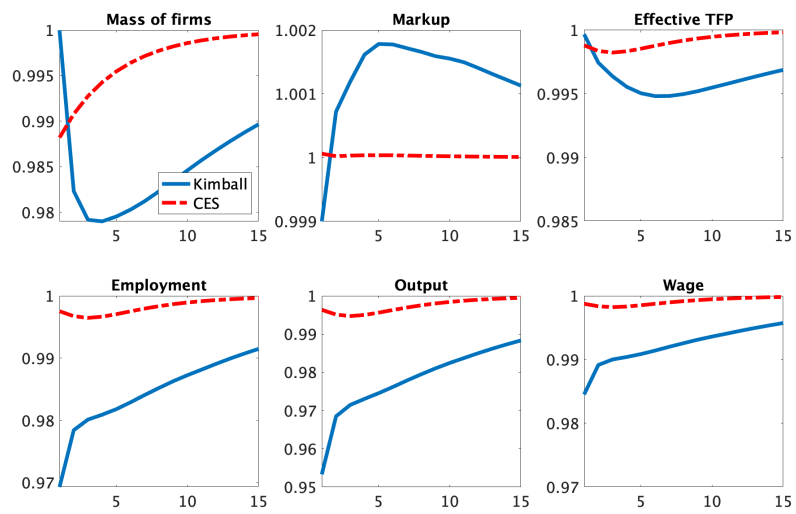 Mass of firms
1
0.995
0.99
0.985
0.98
5 10 15
Kimball
CES
Markup
1.002
1.001
1
0.999
5 10 15
Effective TFP
1
0.995
0.99
0.985
5 10 15
Employment
1
0.99
0.98
0.97
5 10 15
Output
1
0.99
0.98
0.97
0.96
0.95
5 10 15
Wage
1
0.99
0.98
0.97
5 10 15